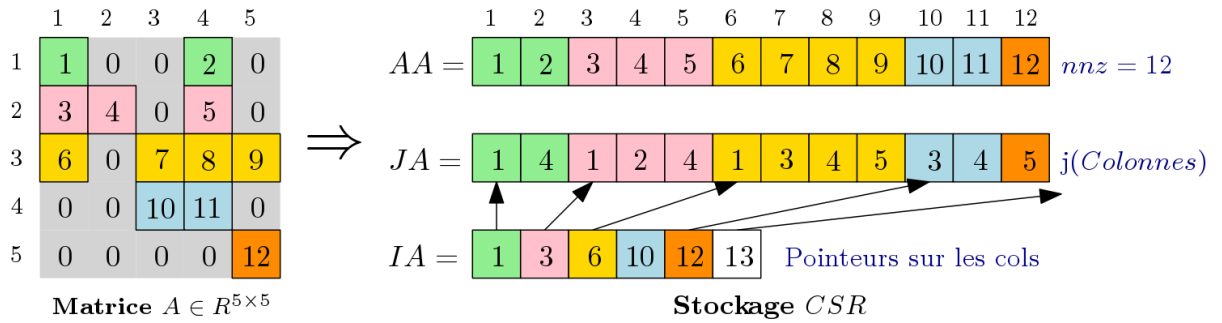 1 2 3 4 5
1 1 0 0 2 0
2 3 4 0 5 0
3 6 0 7 8 9
4 0 0 10 11 0
5 0 0 0 0 12
Matrice A ∈ R^{5×5}
⇒
1 2 3 4 5 6 7 8 9 10 11 12
AA = 1 2 3 4 5 6 7 8 9 10 11 12 nnz = 12
JA = 1 4 1 2 4 1 3 4 5 3 4 5 j(Colonnes)
IA = 1 3 6 10 12 13 Pointeurs sur les cols
Stockage CSR